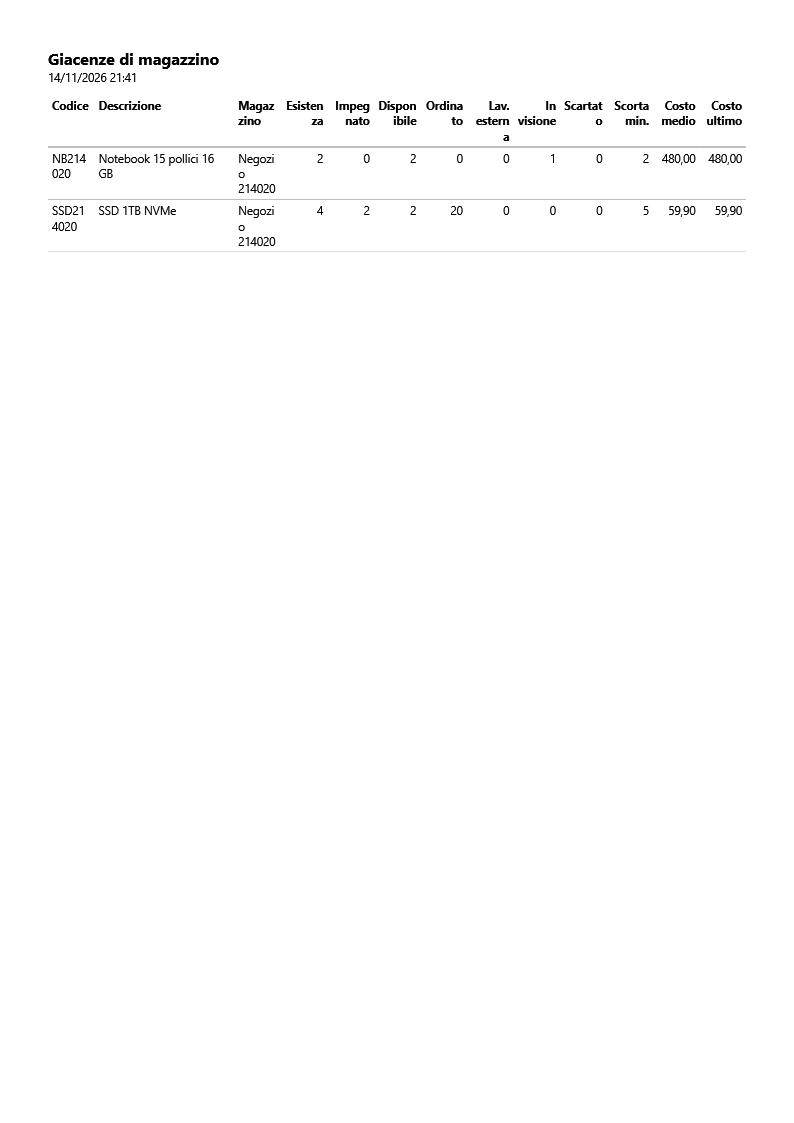 Giacenze di magazzino
14/11/2026 21:41
Codice Descrizione Magaz Esisten Impeg Dispon Ordina Lav. In Scartat Scorta Costo Costo
zino za nato ibile to estern visione o min. medio ultimo
a
NB214 Notebook 15 pollici 16 Negozi 2 0 2 0 0 1 0 2 480,00 480,00
020 GB o
214020
SSD21 SSD 1TB NVMe Negozi 4 2 2 20 0 0 0 5 59,90 59,90
4020 o
214020